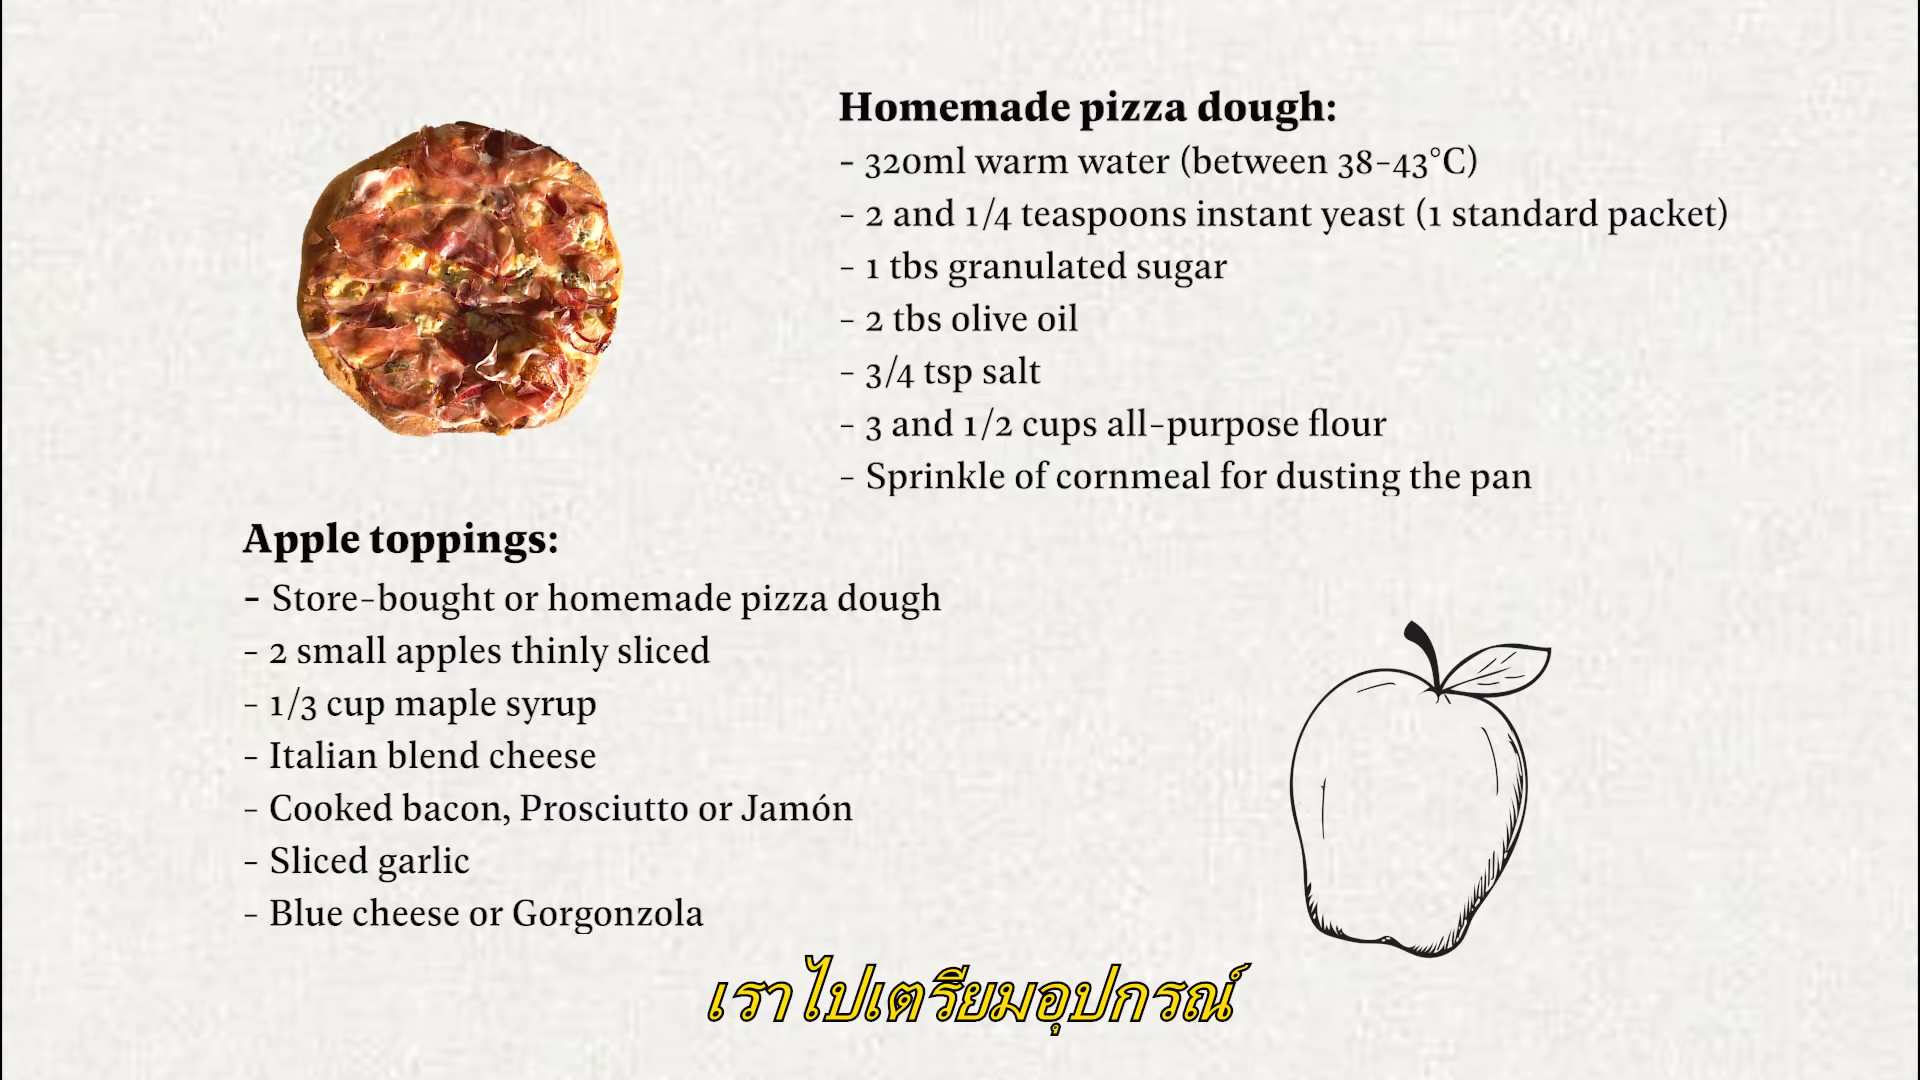 Homemade pizza dough:
- 320ml warm water (between 38-43°C)
- 2 and 1/4 teaspoons instant yeast (1 standard packet)
- 1 tbs granulated sugar
- 2 tbs olive oil
- 3/4 tsp salt
- 3 and 1/2 cups all-purpose flour
- Sprinkle of cornmeal for dusting the pan
Apple toppings:
- Store-bought or homemade pizza dough
- 2 small apples thinly sliced
- 1/3 cup maple syrup
- Italian blend cheese
- Cooked bacon, Prosciutto or Jamón
- Sliced garlic
- Blue cheese or Gorgonzola
เราไปเตรียมอุปกรณ์